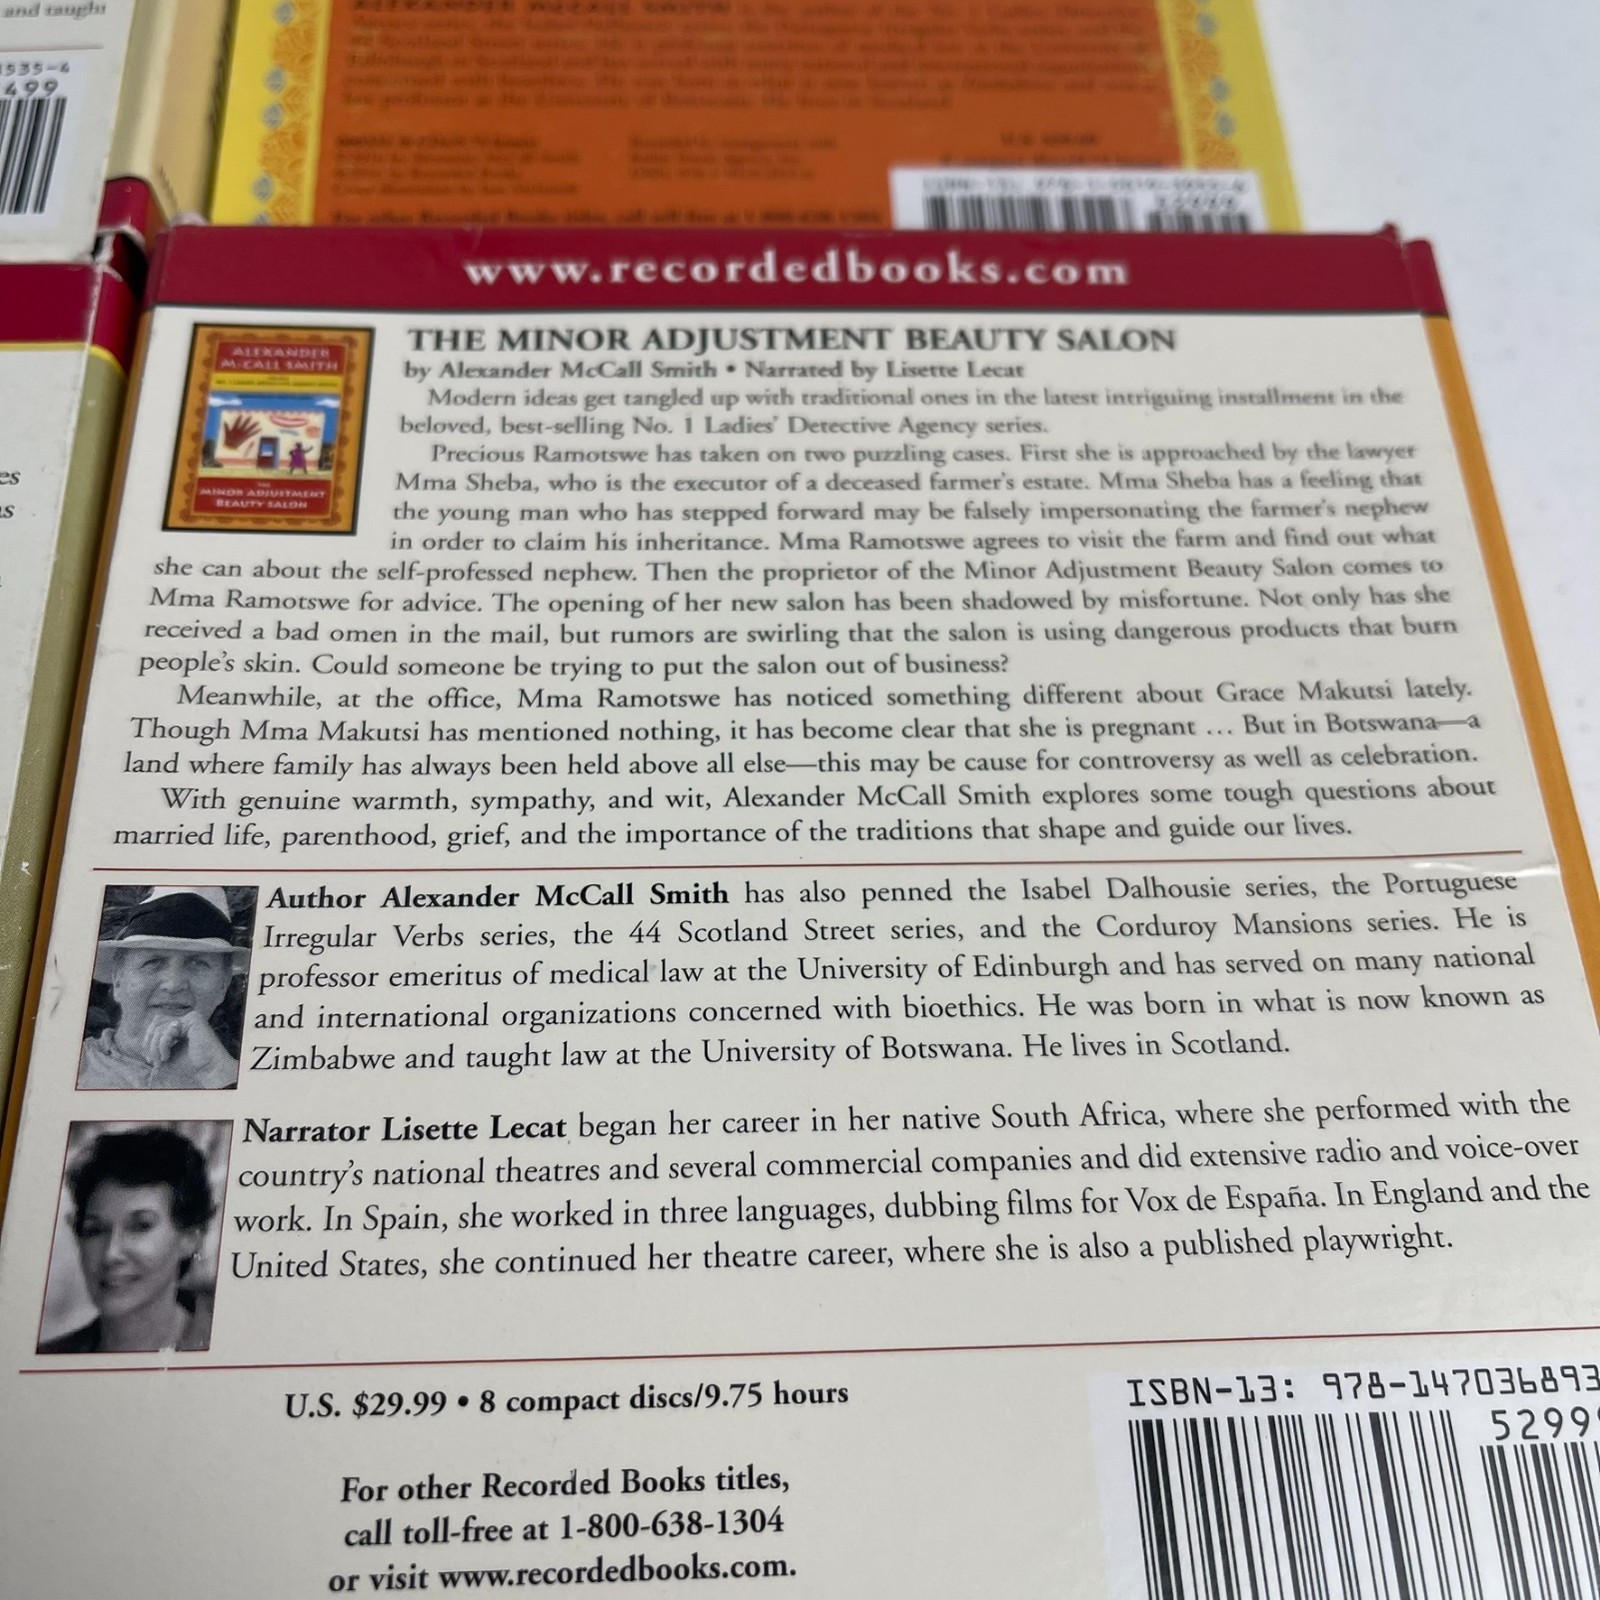 and taught
1535-4
499
www.recordedbooks.com
ALEXANDER
McCALL SMITH
THE
MINOR ADJUSTMENT
BEAUTY SALON
THE MINOR ADJUSTMENT BEAUTY SALON
by Alexander McCall Smith • Narrated by Lisette Lecat
Modern ideas get tangled up with traditional ones in the latest intriguing installment in the
beloved, best-selling No. 1 Ladies' Detective Agency series.
Precious Ramotswe has taken on two puzzling cases. First she is approached by the lawyer
Mma Sheba, who is the executor of a deceased farmer's estate. Mma Sheba has a feeling that
the young man who has stepped forward may be falsely impersonating the farmer's nephew
in order to claim his inheritance. Mma Ramotswe agrees to visit the farm and find out what
she can about the self-professed nephew. Then the proprietor of the Minor Adjustment Beauty Salon comes to
Mma Ramotswe for advice. The opening of her new salon has been shadowed by misfortune. Not only has she
received a bad omen in the mail, but rumors are swirling that the salon is using dangerous products that burn
people's skin. Could someone be trying to put the salon out of business?
Meanwhile, at the office, Mma Ramotswe has noticed something different about Grace Makutsi lately.
Though Mma Makutsi has mentioned nothing, it has become clear that she is pregnant … But in Botswana—a
land where family has always been held above all else—this may be cause for controversy as well as celebration.
With genuine warmth, sympathy, and wit, Alexander McCall Smith explores some tough questions about
married life, parenthood, grief, and the importance of the traditions that shape and guide our lives.
Author Alexander McCall Smith has also penned the Isabel Dalhousie series, the Portuguese
Irregular Verbs series, the 44 Scotland Street series, and the Corduroy Mansions series. He is
professor emeritus of medical law at the University of Edinburgh and has served on many national
and international organizations concerned with bioethics. He was born in what is now known as
Zimbabwe and taught law at the University of Botswana. He lives in Scotland.
Narrator Lisette Lecat began her career in her native South Africa, where she performed with the
country's national theatres and several commercial companies and did extensive radio and voice-over
work. In Spain, she worked in three languages, dubbing films for Vox de España. In England and the
United States, she continued her theatre career, where she is also a published playwright.
U.S. $29.99 • 8 compact discs/9.75 hours
ISBN-13: 978-147036893
5299
For other Recorded Books titles,
call toll-free at 1-800-638-1304
or visit www.recordedbooks.com.